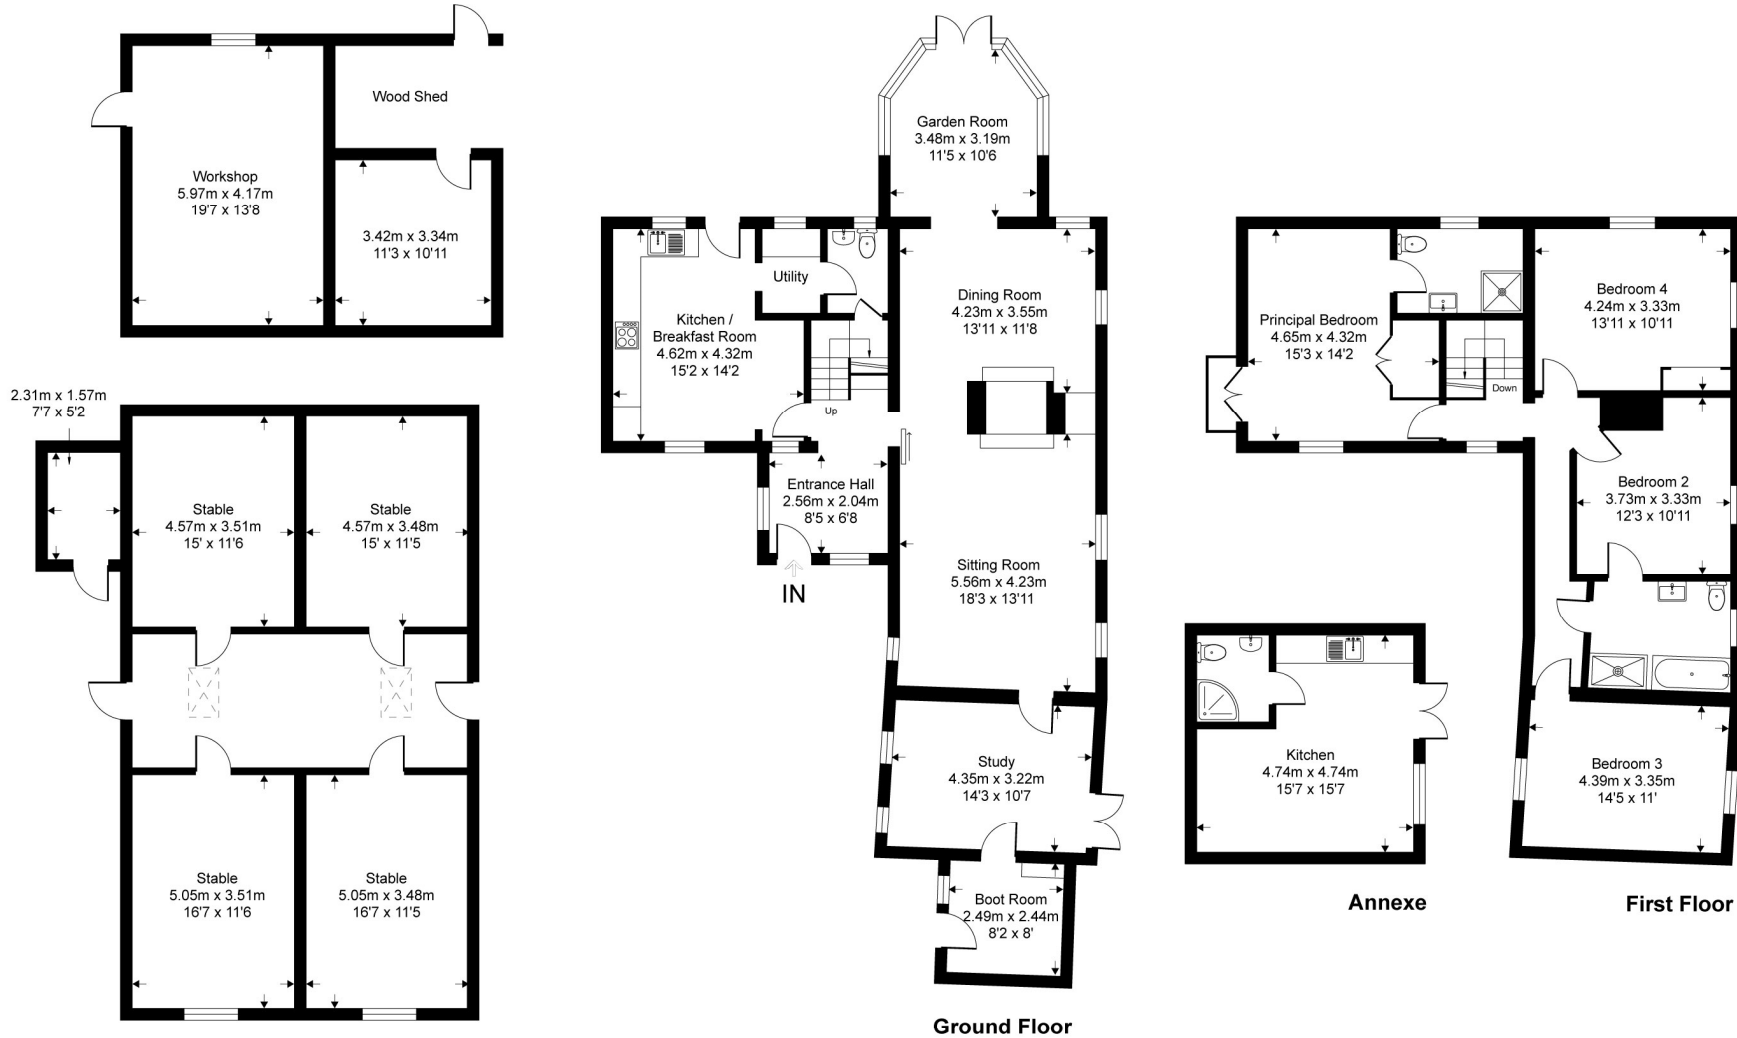 Wood Shed
Workshop
5.97m x 4.17m
19'7 x 13'8
3.42m x 3.34m
11'3 x 10'11
2.31m x 1.57m
7'7 x 5'2
Stable
4.57m x 3.51m
15' x 11'6
Stable
4.57m x 3.48m
15' x 11'5
Stable
5.05m x 3.51m
16'7 x 11'6
Stable
5.05m x 3.48m
16'7 x 11'5
Garden Room
3.48m x 3.19m
11'5 x 10'6
Utility
Kitchen /
Breakfast Room
4.62m x 4.32m
15'2 x 14'2
Dining Room
4.23m x 3.55m
13'11 x 11'8
Up
Entrance Hall
2.56m x 2.04m
8'5 x 6'8
IN
Sitting Room
5.56m x 4.23m
18'3 x 13'11
Study
4.35m x 3.22m
14'3 x 10'7
Boot Room
2.49m x 2.44m
8'2 x 8'
Ground Floor
Principal Bedroom
4.65m x 4.32m
15'3 x 14'2
Down
Bedroom 4
4.24m x 3.33m
13'11 x 10'11
Bedroom 2
3.73m x 3.33m
12'3 x 10'11
Bedroom 3
4.39m x 3.35m
14'5 x 11'
First Floor
Kitchen
4.74m x 4.74m
15'7 x 15'7
Annexe